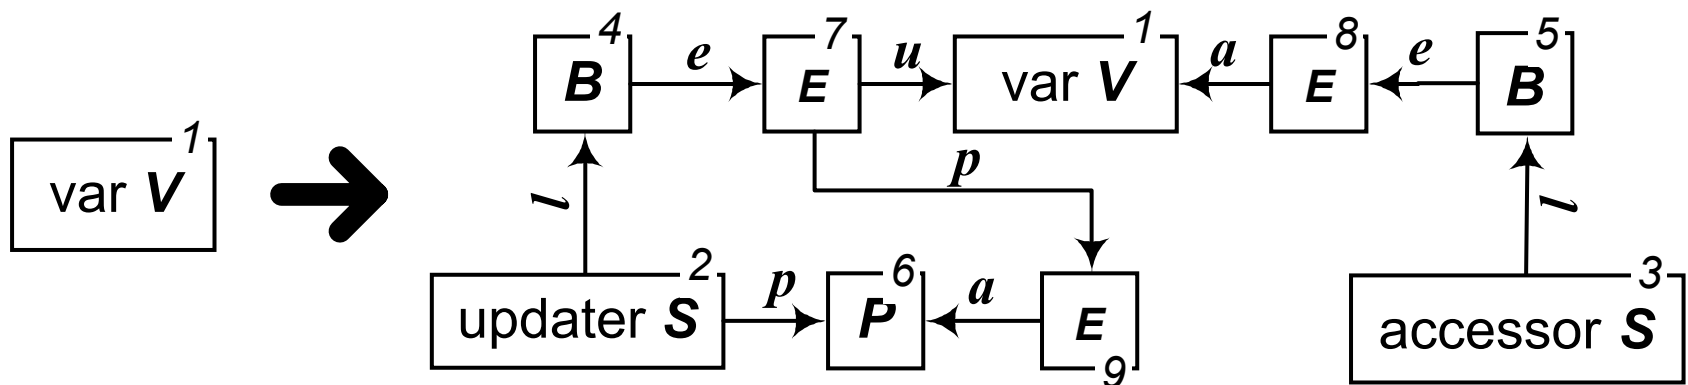 4 7 1 8 5
B e E u var V a E e B
1
var V
p
l l
2 6 3
updater S p P a E accessor S
9